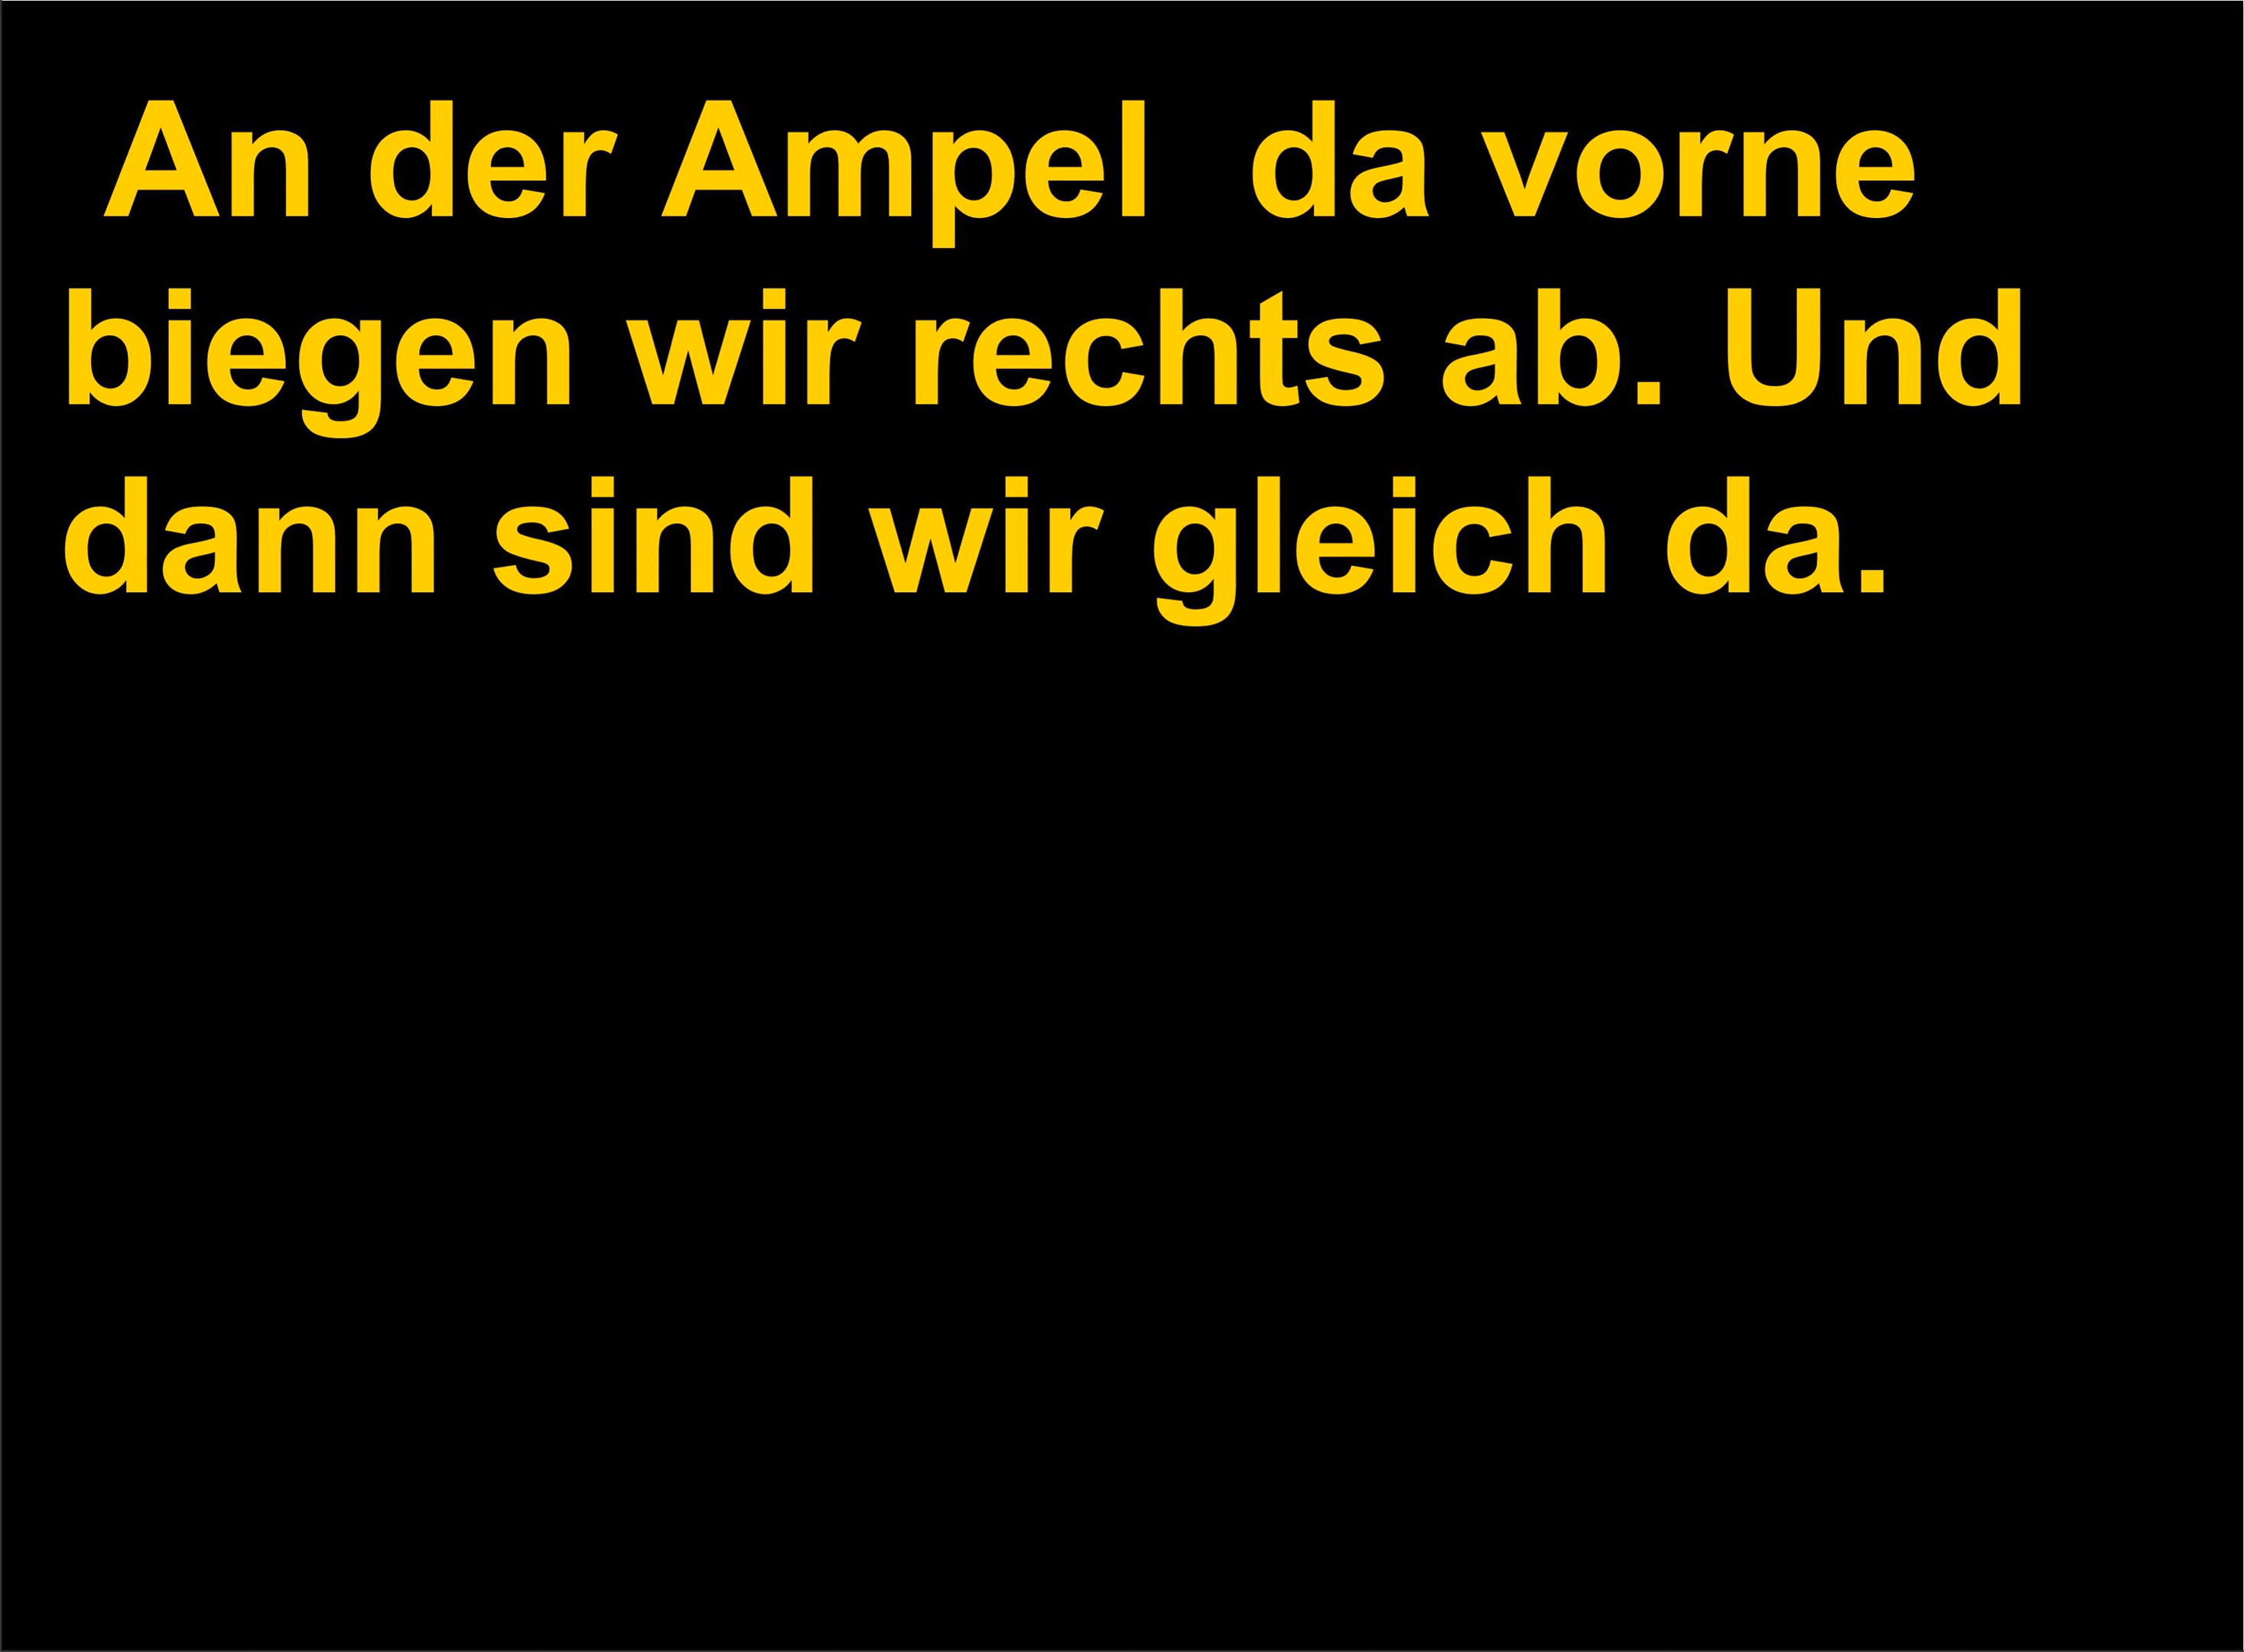 An der Ampel  da vorne
biegen wir rechts ab. Und
dann sind wir gleich da.